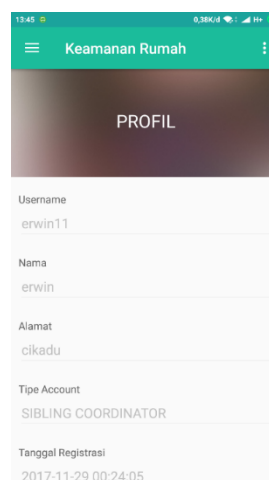 13:45 0,38K/d H+
Keamanan Rumah
PROFIL
Username
erwin11
Nama
erwin
Alamat
cikadu
Tipe Account
SIBLING COORDINATOR
Tanggal Registrasi
2017-11-29 00:24:05